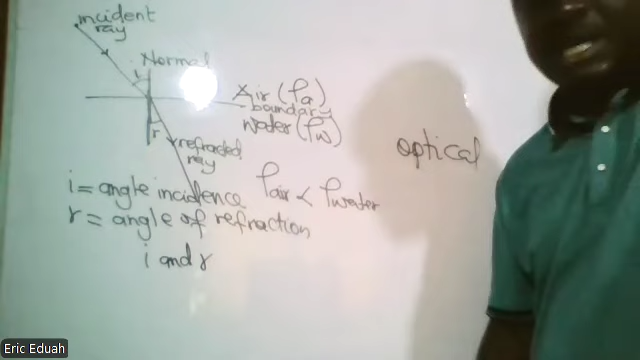 incident
ray
Normal
i
Air (ρa)
boundary
water (ρw)
r
refracted
ray
optical
i = angle incidence
ρair < ρwater
r = angle of refraction
i and r
Eric Eduah